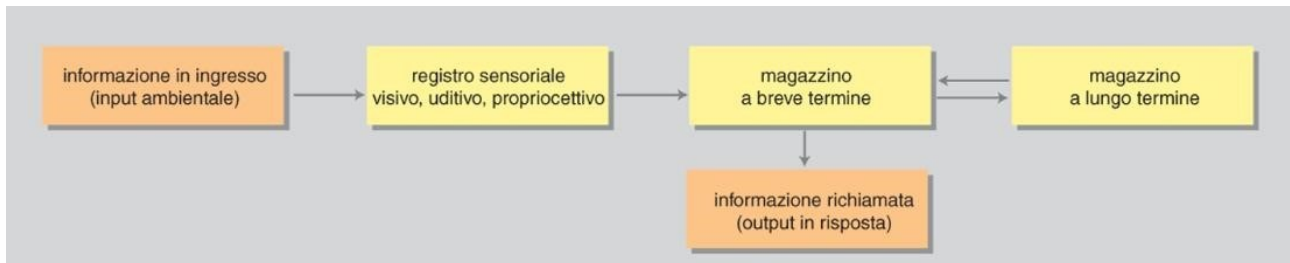 informazione in ingresso
(input ambientale)
registro sensoriale
visivo, uditivo, propriocettivo
magazzino
a breve termine
magazzino
a lungo termine
informazione richiamata
(output in risposta)